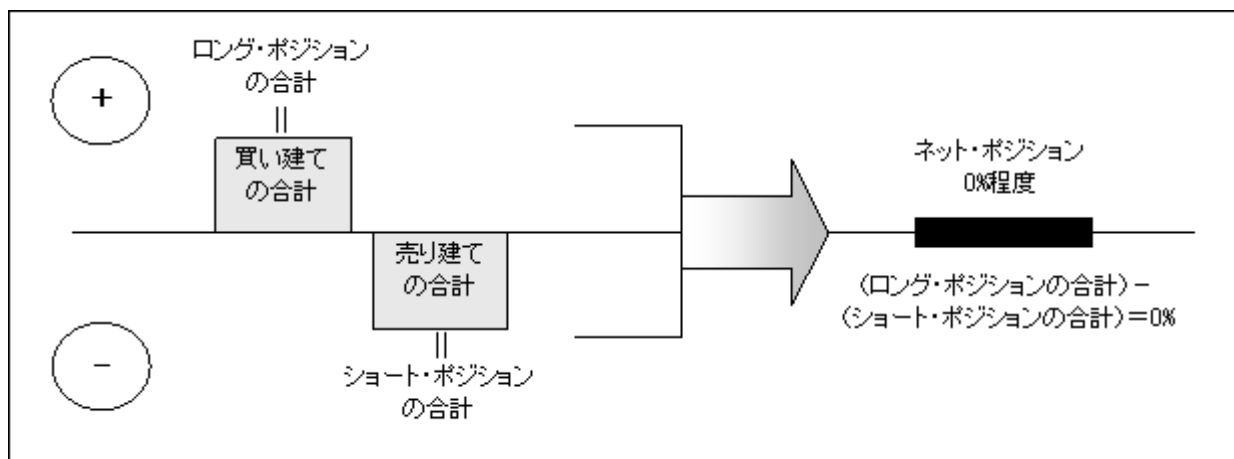 ロング・ポジション
の合計
||
+
買い建て
の合計
売り建て
の合計
||
ショート・ポジション
の合計
−
ネット・ポジション
0%程度
(ロング・ポジションの合計)−
(ショート・ポジションの合計)=0%